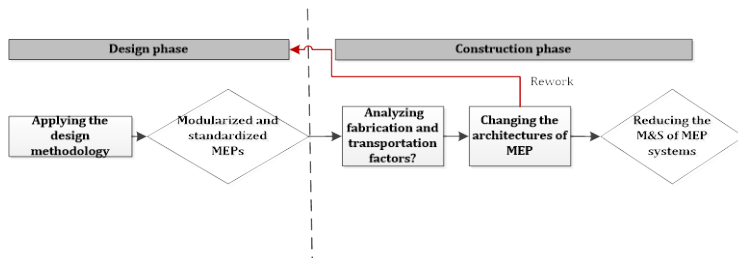 Design phase
Construction phase
Rework
Applying the
design
methodology
Modularized and
standardized
MEPs
Analyzing
fabrication and
transportation
factors?
Changing the
architectures of
MEP
Reducing the
M&S of MEP
systems